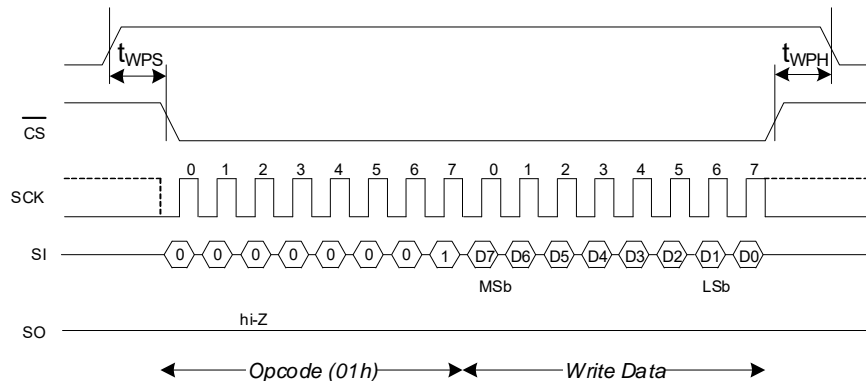 tWPS tWPH
CS
0 1 2 3 4 5 6 7 0 1 2 3 4 5 6 7
SCK
SI 0 0 0 0 0 0 0 1 D7 D6 D5 D4 D3 D2 D1 D0
MSb LSb
hi-Z
SO
Opcode (01h) Write Data